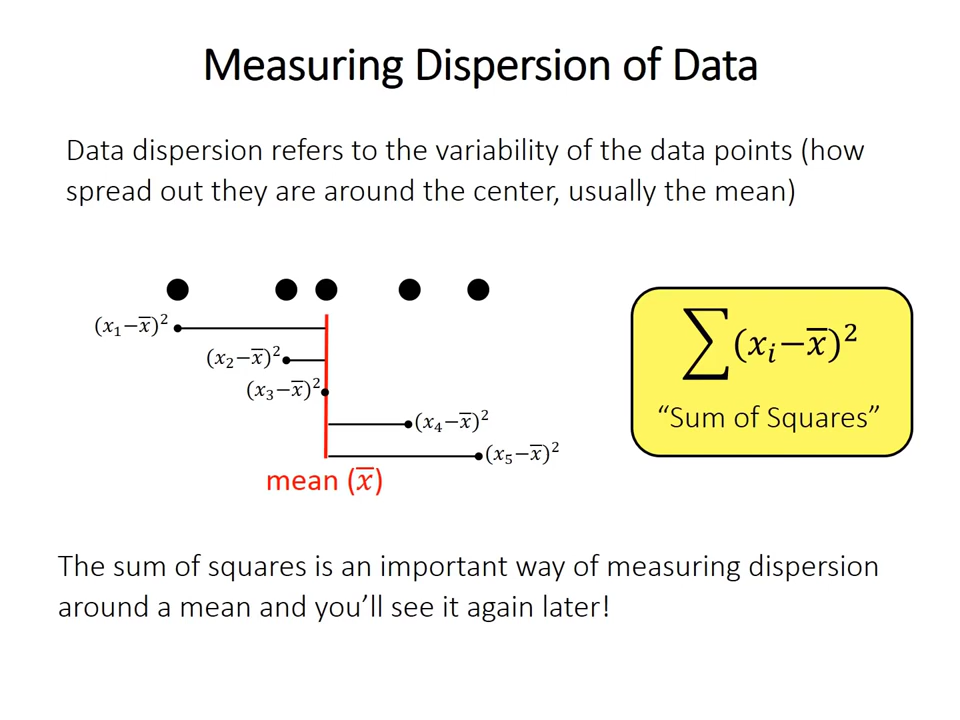 Measuring Dispersion of Data
Data dispersion refers to the variability of the data points (how
spread out they are around the center, usually the mean)
(x₁−x̅)²
(x₂−x̅)²
(x₃−x̅)²
(x₄−x̅)²
(x₅−x̅)²
mean (x̅)
∑(xᵢ−x̅)²
“Sum of Squares”
The sum of squares is an important way of measuring dispersion
around a mean and you’ll see it again later!